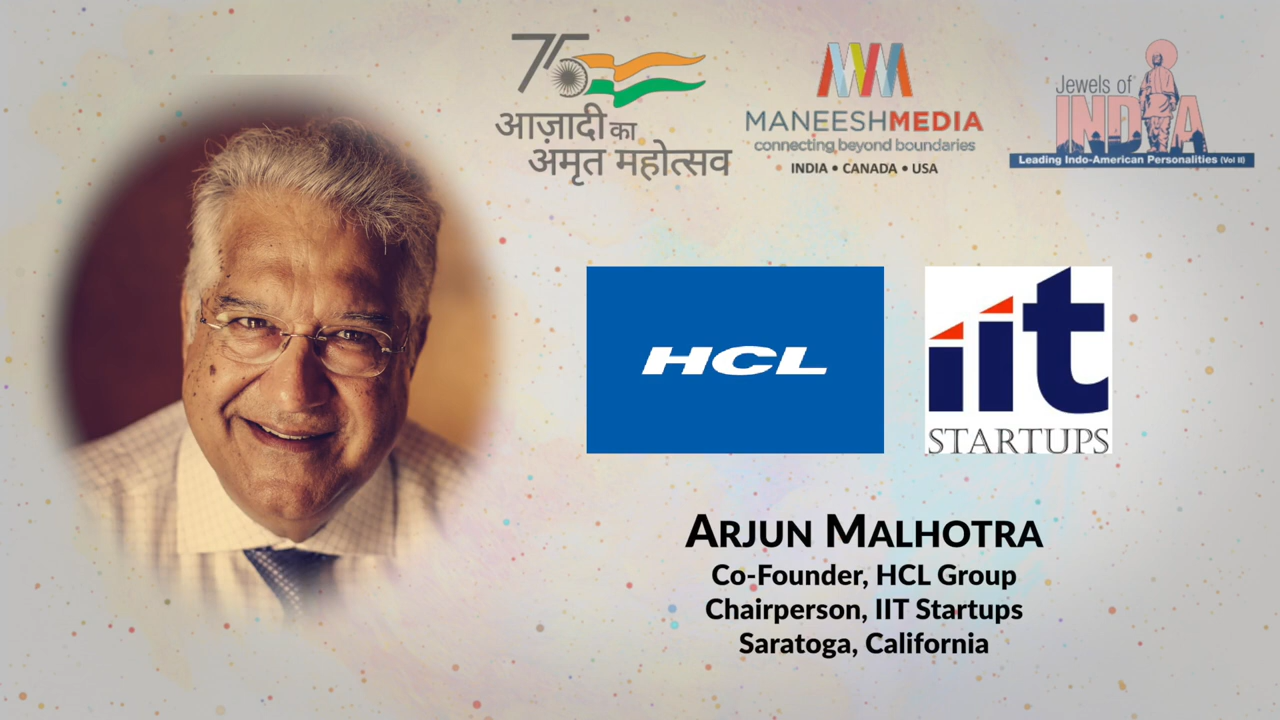 75
आज़ादी का
अमृत महोत्सव
MANEESHMEDIA
connecting beyond boundaries
INDIA • CANADA • USA
Jewels of
INDIA
Leading Indo-American Personalities (Vol II)
HCL
iit
STARTUPS
ARJUN MALHOTRA
Co-Founder, HCL Group
Chairperson, IIT Startups
Saratoga, California